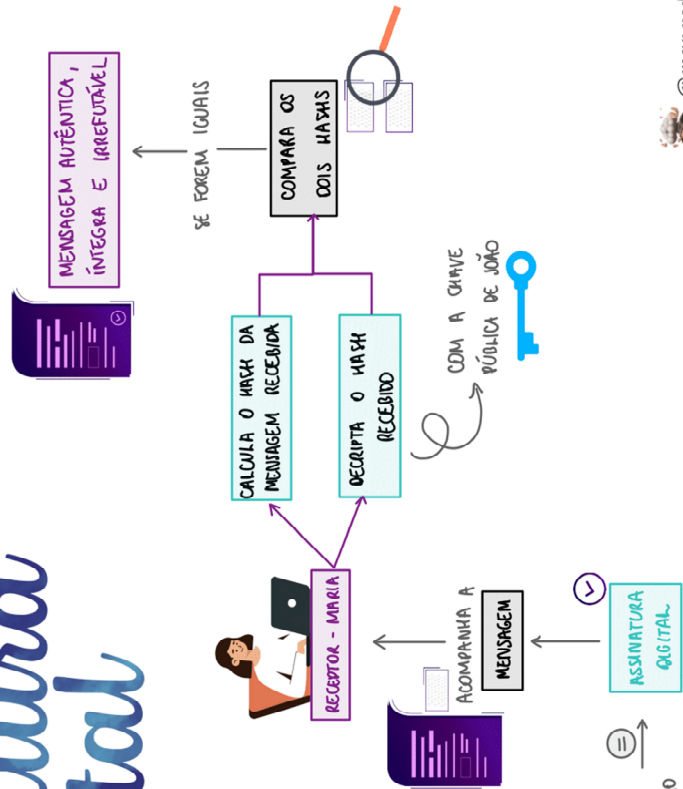 MENSAGEM AUTÊNTICA,
ÍNTEGRA E IRREFUTÁVEL
SE FOREM IGUAIS
COMPARA OS
DOIS HASHS
CALCULA O HASH DA
MENSAGEM RECEBIDA
DECRIPTA O HASH
RECEBIDO
COM A CHAVE
PÚBLICA DE JOÃO
RECEPTOR - MARIA
ACOMPANHA A
MENSAGEM
ASSINATURA
DIGITAL
=